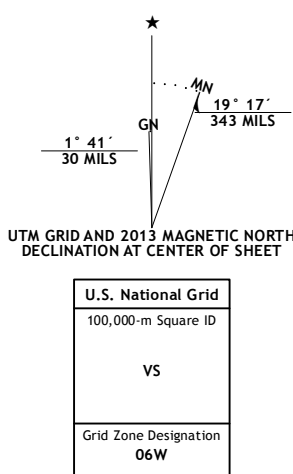 ★
MN
GN
19° 17´
343 MILS
1° 41´
30 MILS
UTM GRID AND 2013 MAGNETIC NORTH
DECLINATION AT CENTER OF SHEET
U.S. National Grid
100,000-m Square ID
VS
Grid Zone Designation
06W